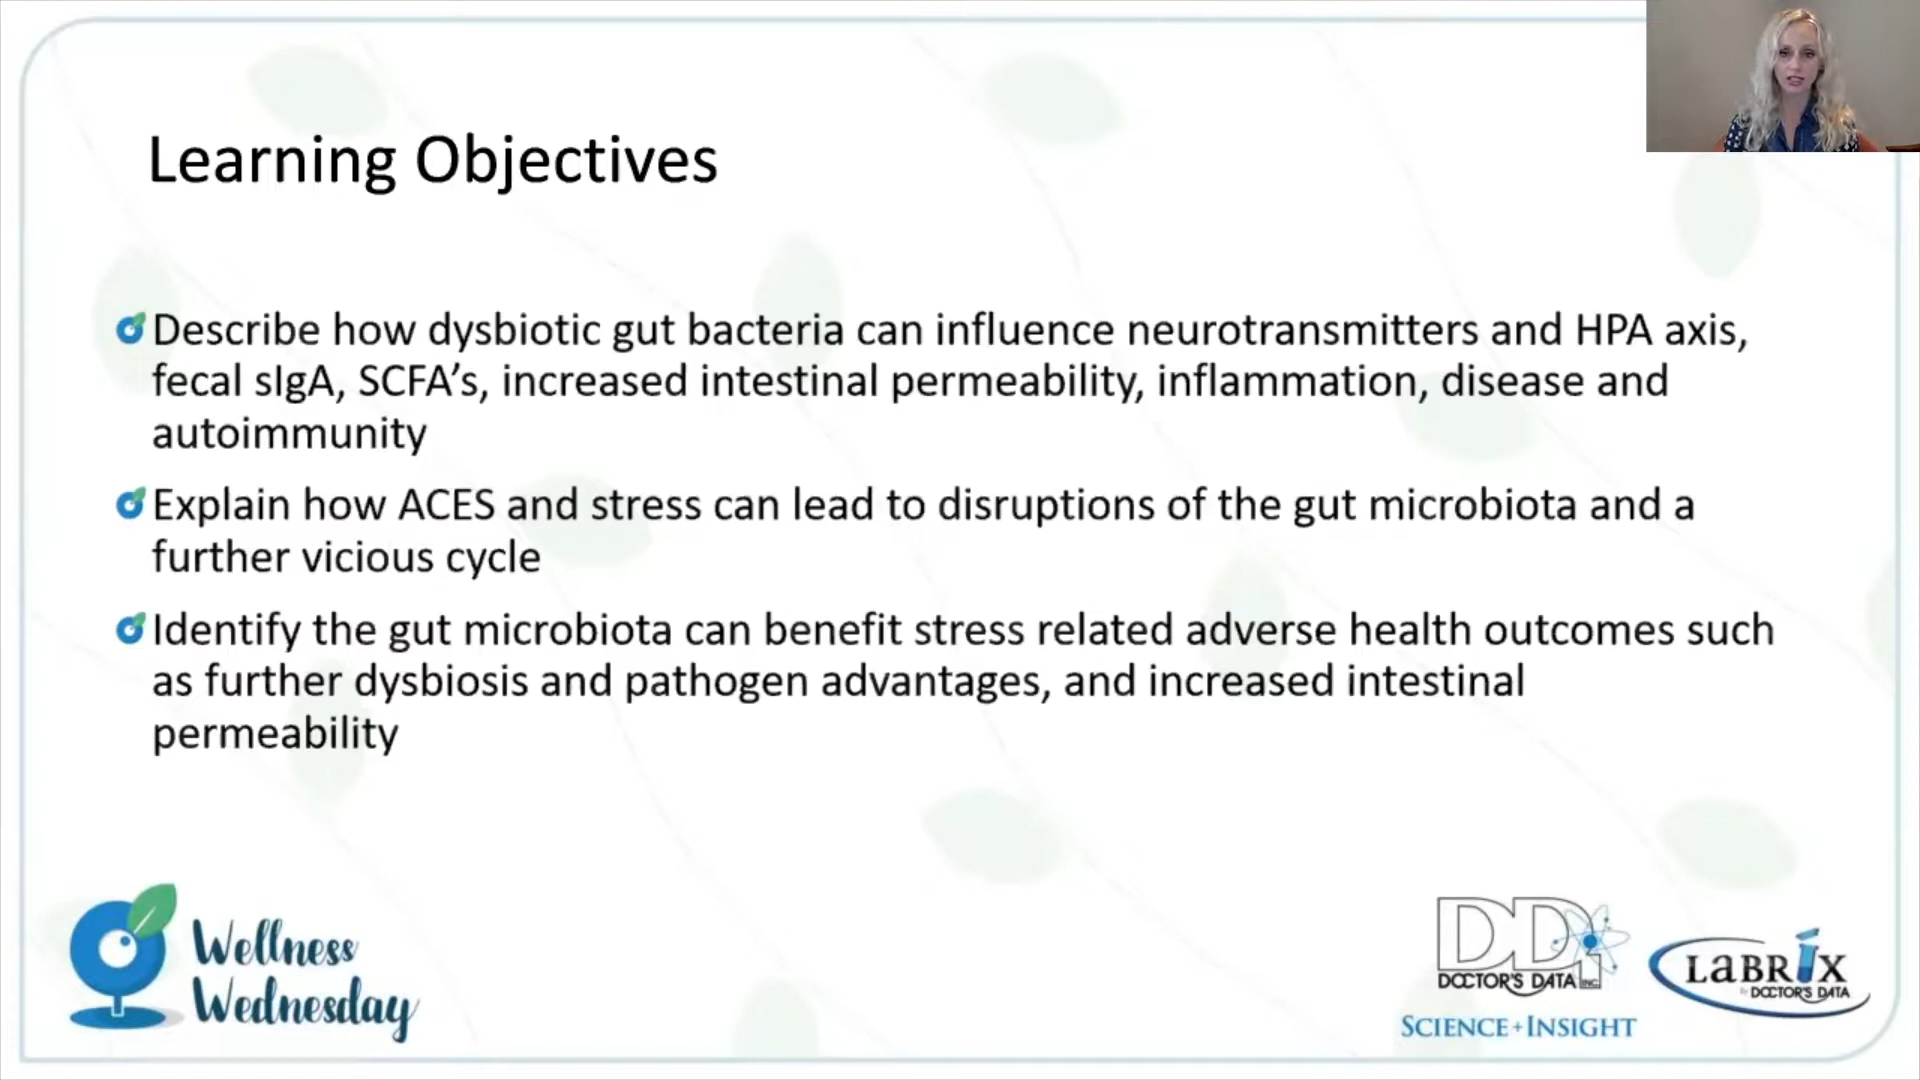 Learning Objectives
Describe how dysbiotic gut bacteria can influence neurotransmitters and HPA axis,
fecal sIgA, SCFA’s, increased intestinal permeability, inflammation, disease and
autoimmunity
Explain how ACES and stress can lead to disruptions of the gut microbiota and a
further vicious cycle
Identify the gut microbiota can benefit stress related adverse health outcomes such
as further dysbiosis and pathogen advantages, and increased intestinal
permeability
Wellness
Wednesday
DDI
DOCTOR'S DATA INC.
SCIENCE + INSIGHT
LABRIX
BY DOCTOR'S DATA